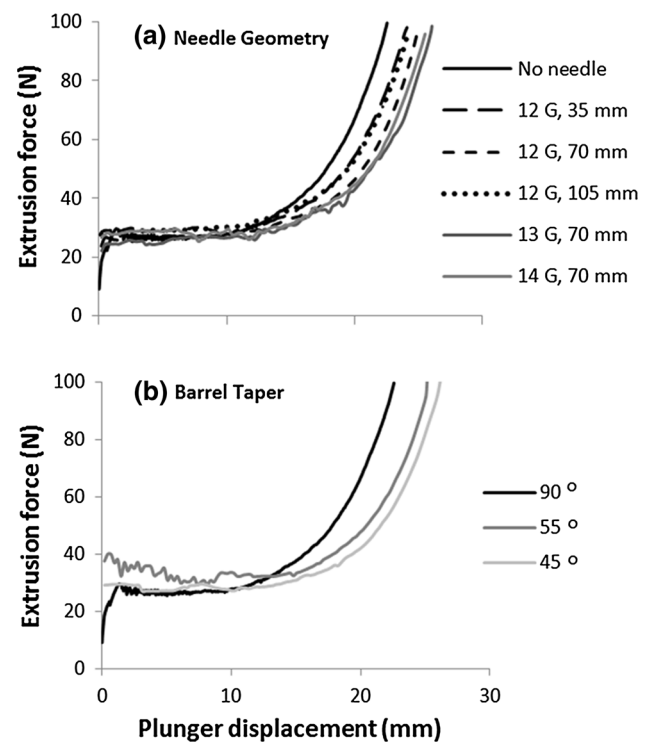 (a) Needle Geometry
Extrusion force (N)
100
80
60
40
20
0
No needle
12 G, 35 mm
12 G, 70 mm
12 G, 105 mm
13 G, 70 mm
14 G, 70 mm
(b) Barrel Taper
Extrusion force (N)
100
80
60
40
20
0
90 °
55 °
45 °
0 10 20 30
Plunger displacement (mm)